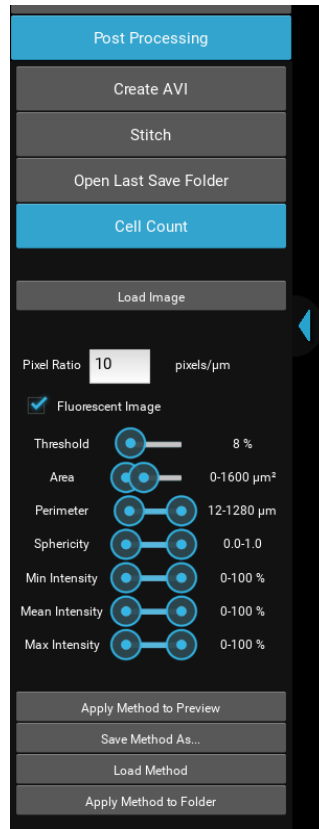 Post Processing
Create AVI
Stitch
Open Last Save Folder
Cell Count
Load Image
Pixel Ratio 10 pixels/µm
Fluorescent Image
Threshold 8 %
Area 0-1600 µm²
Perimeter 12-1280 µm
Sphericity 0.0-1.0
Min Intensity 0-100 %
Mean Intensity 0-100 %
Max Intensity 0-100 %
Apply Method to Preview
Save Method As...
Load Method
Apply Method to Folder